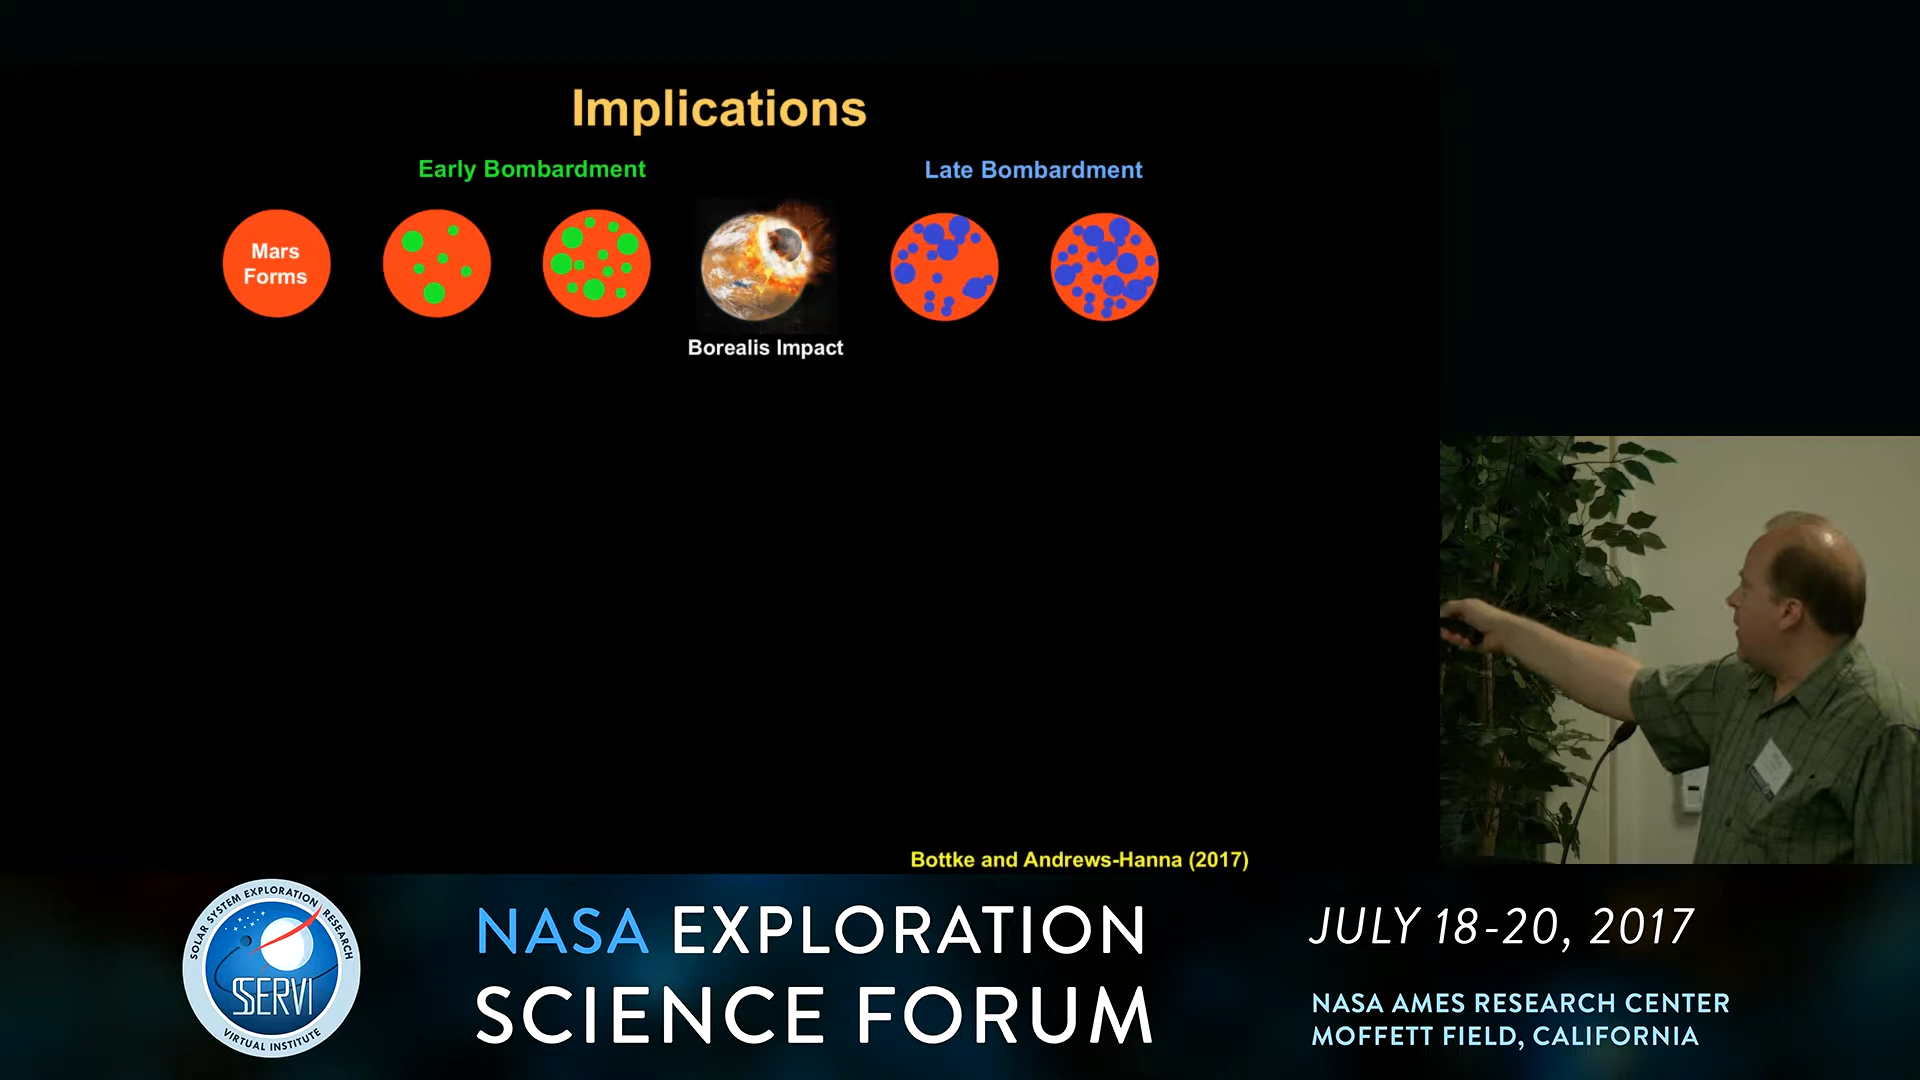 Implications
Early Bombardment
Late Bombardment
Mars
Forms
Borealis Impact
Bottke and Andrews-Hanna (2017)
SOLAR SYSTEM EXPLORATION RESEARCH
SSERVI
VIRTUAL INSTITUTE
NASA EXPLORATION
SCIENCE FORUM
JULY 18-20, 2017
NASA AMES RESEARCH CENTER
MOFFETT FIELD, CALIFORNIA